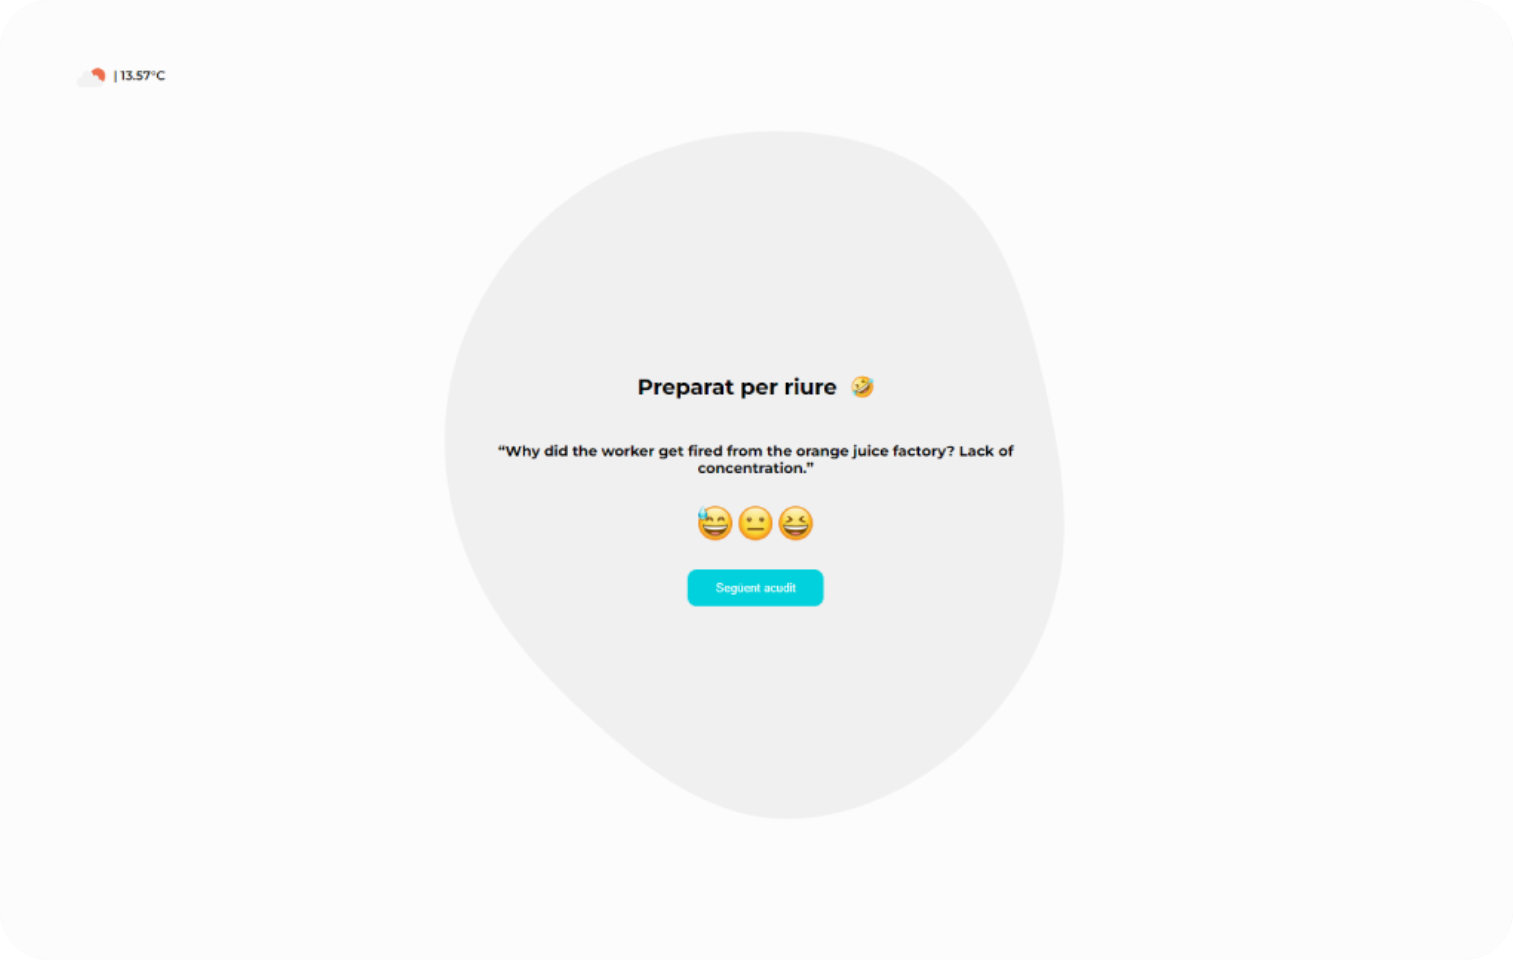 | 13.57°C
Preparat per riure 🤣
“Why did the worker get fired from the orange juice factory? Lack of
concentration.”
😅😐😆
Següent acudit